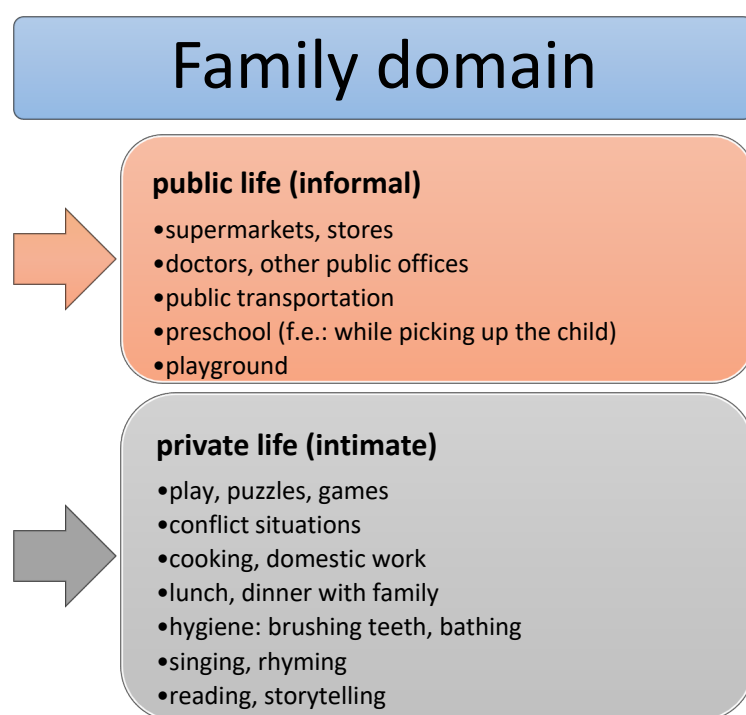 Family domain
public life (informal)
•supermarkets, stores
•doctors, other public offices
•public transportation
•preschool (f.e.: while picking up the child)
•playground
private life (intimate)
•play, puzzles, games
•conflict situations
•cooking, domestic work
•lunch, dinner with family
•hygiene: brushing teeth, bathing
•singing, rhyming
•reading, storytelling